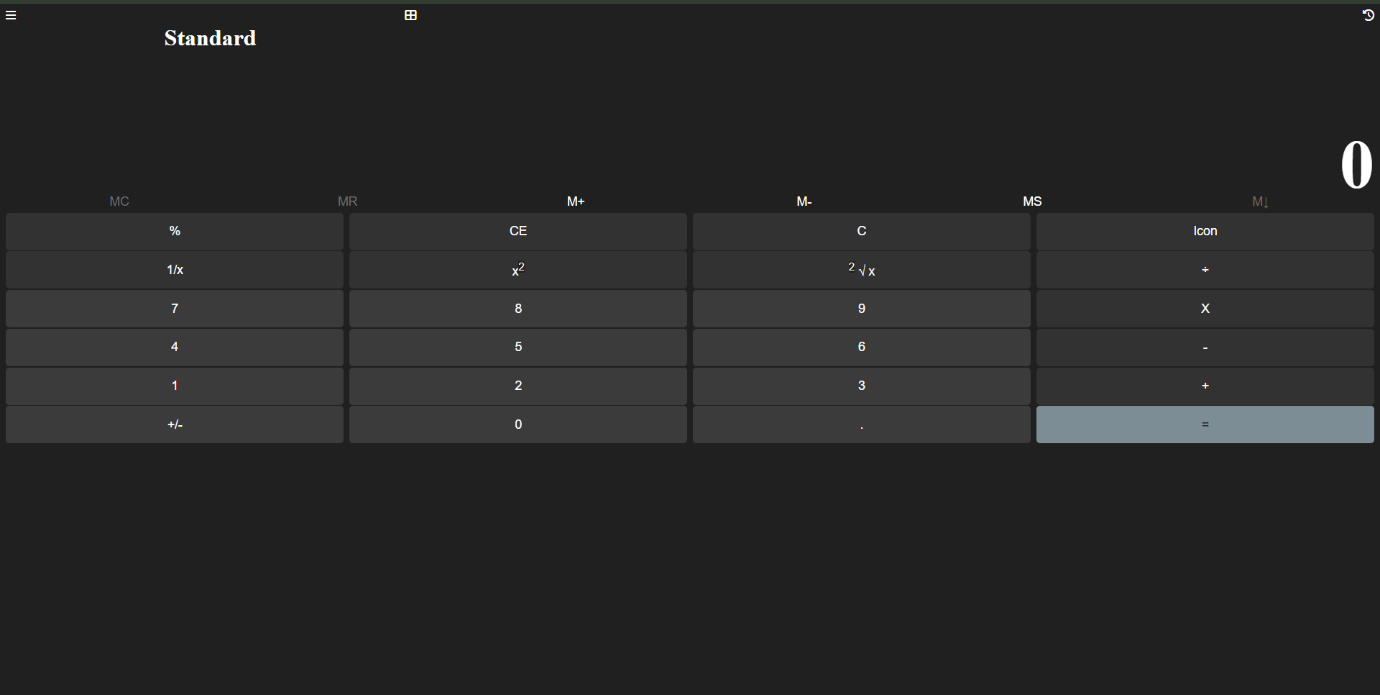 Standard
0
MC MR M+ M- MS M↓
% CE C Icon
1/x x² ²√x ÷
7 8 9 X
4 5 6 -
1 2 3 +
+/- 0 . =